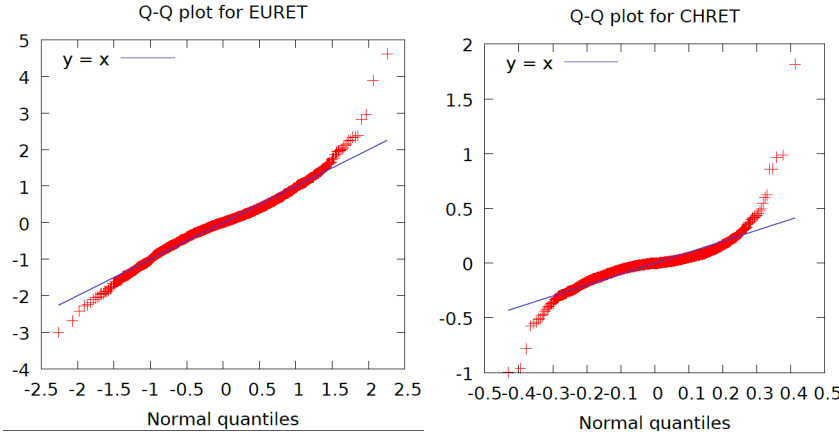 Q-Q plot for EURET
5
y = x
4
3
2
1
0
-1
-2
-3
-4
-2.5 -2 -1.5 -1 -0.5 0 0.5 1 1.5 2 2.5
Normal quantiles
Q-Q plot for CHRET
2
y = x
1.5
1
0.5
0
-0.5
-1
-0.5-0.4-0.3-0.2-0.1 0 0.1 0.2 0.3 0.4 0.5
Normal quantiles